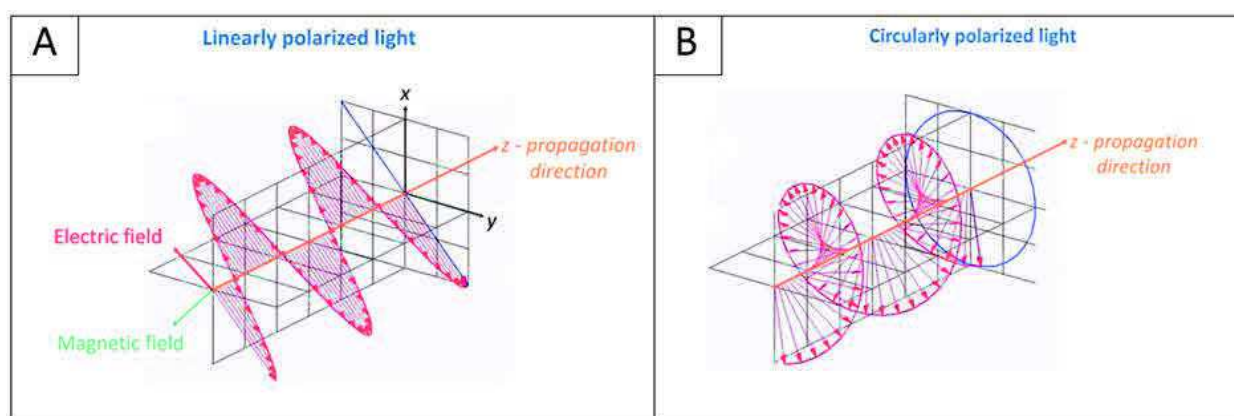 A
Linearly polarized light
x
z - propagation
direction
y
Electric field
Magnetic field
B
Circularly polarized light
z - propagation
direction